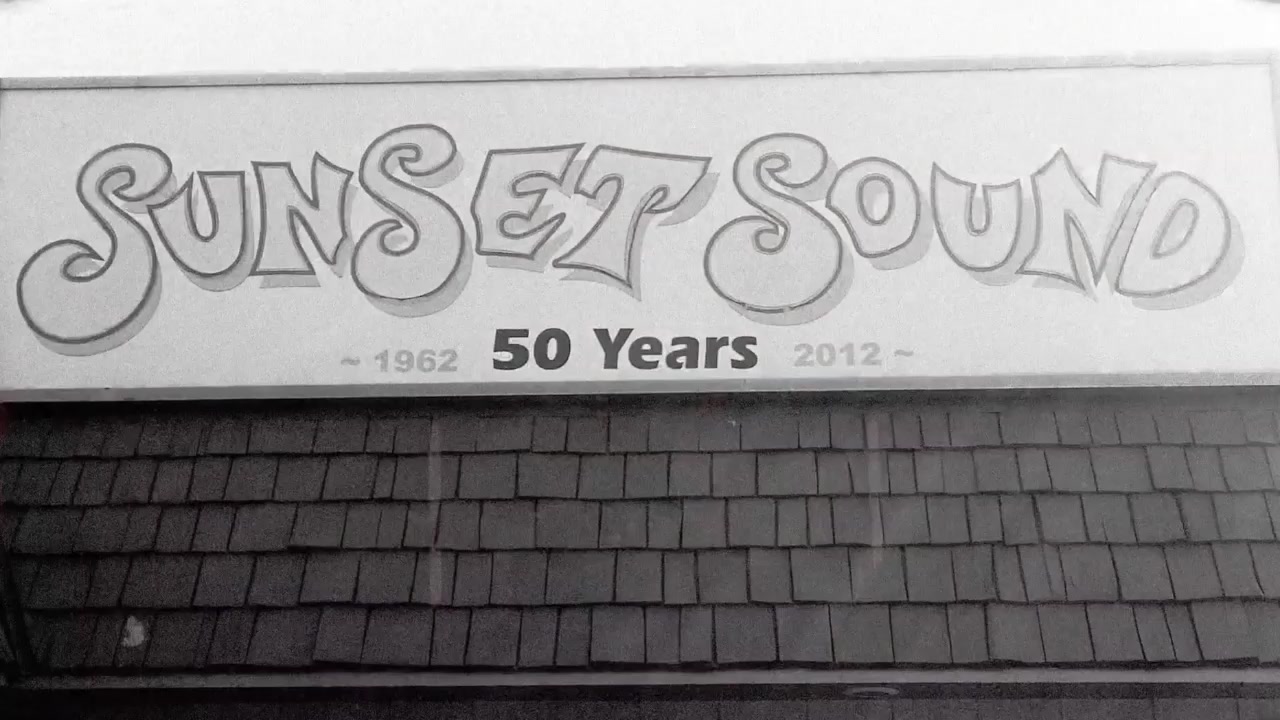 SUNSET SOUND
~ 1962 50 Years 2012 ~